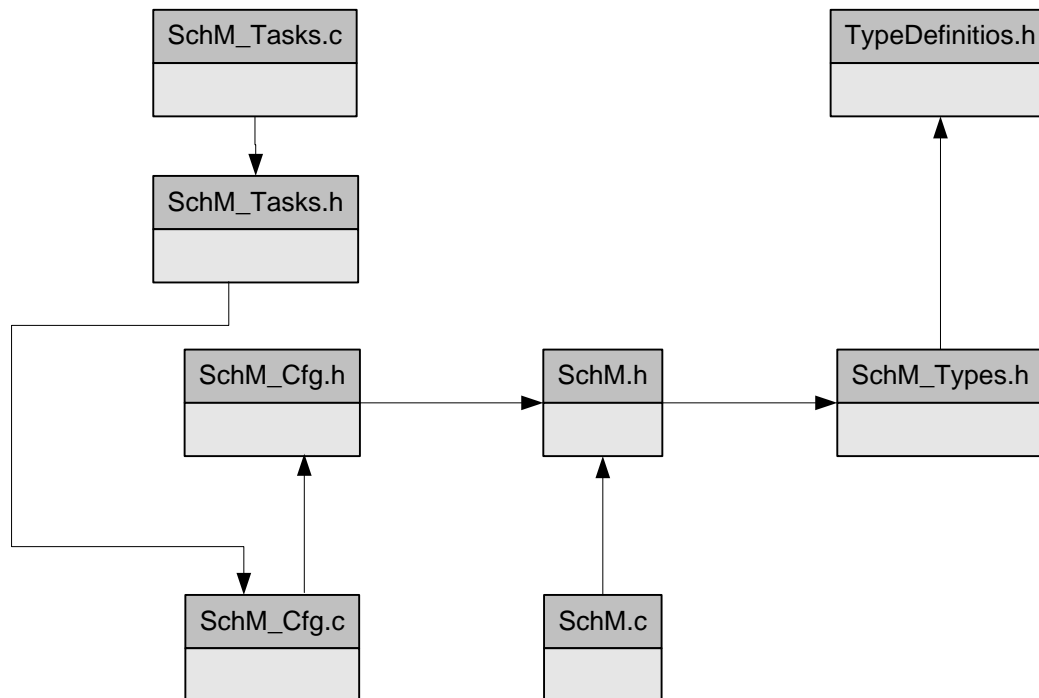 SchM_Tasks.c
TypeDefinitios.h
SchM_Tasks.h
SchM_Cfg.h
SchM.h
SchM_Types.h
SchM_Cfg.c
SchM.c